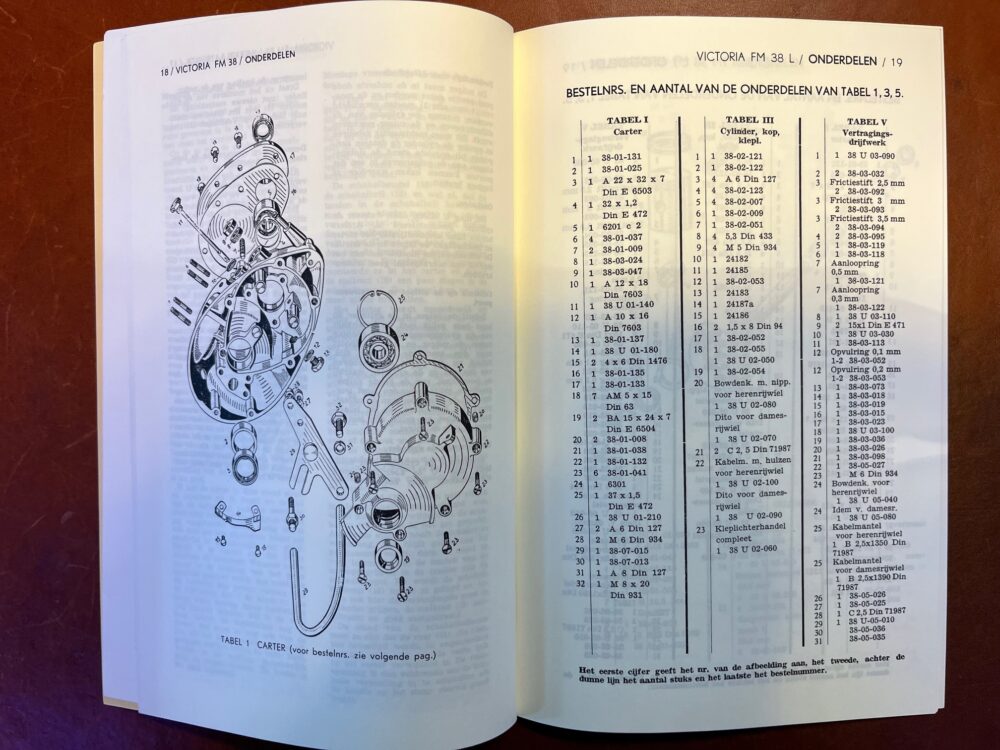 18 / VICTORIA FM 38 / ONDERDELEN
TABEL 1 CARTER (voor bestelnrs. zie volgende pag.)
VICTORIA FM 38 L / ONDERDELEN / 19
BESTELNRS. EN AANTAL VAN DE ONDERDELEN VAN TABEL 1, 3, 5.
TABEL I
Carter
1 1 38-01-131
2 1 38-01-025
3 1 A 22 x 32 x 7
Din E 6503
4 1 32 x 1,2
Din E 472
5 1 6201 c 2
6 4 38-01-037
7 2 38-01-009
8 1 38-03-024
9 1 38-03-047
10 1 A 12 x 18
Din 7603
11 1 38 U 01-140
12 1 A 10 x 16
Din 7603
13 1 38-01-137
14 1 38 U 01-180
15 2 4 x 6 Din 1476
16 1 38-01-135
17 1 38-01-133
18 7 AM 5 x 15
Din 63
19 2 BA 15 x 24 x 7
Din E 6504
20 2 38-01-008
21 1 38-01-038
22 1 38-01-132
23 6 38-01-041
24 1 6301
25 1 37 x 1,5
Din E 472
26 1 38 U 01-210
27 2 A 6 Din 127
28 2 M 6 Din 934
29 1 38-07-015
30 1 38-07-013
31 1 A 8 Din 127
32 1 M 8 x 20
Din 931
TABEL III
Cylinder, kop,
klepl.
1 1 38-02-121
2 1 38-02-122
3 4 A 6 Din 127
4 4 38-02-123
5 4 38-02-007
6 1 38-02-009
7 1 38-02-051
8 4 5,3 Din 433
9 4 M 5 Din 934
10 1 24182
11 1 24185
12 1 38-02-053
13 1 24183
14 1 24187a
15 1 24186
16 2 1,5 x 8 Din 94
17 1 38-02-052
18 1 38-02-055
1 38 U 02-050
19 1 38-02-054
20 Bowdenk. m. nipp.
voor herenrijwiel
1 38 U 02-080
Dito voor dames-
rijwiel
1 38 U 02-070
21 2 C 2, 5 Din 71987
22 Kabelm. m. hulzen
voor herenrijwiel
1 38 U 02-100
Dito voor dames-
rijwiel
1 38 U 02-090
23 Kleplichterhandel
compleet
1 38 U 02-060
TABEL V
Vertragings-
drijfwerk
1 1 38 U 03-090
2 2 38-03-032
3 Frictiestift 2,5 mm
2 38-03-092
3 Frictiestift 3 mm
2 38-03-093
3 Frictiestift 3,5 mm
2 38-03-094
4 2 38-03-095
5 1 38-03-119
6 1 38-03-118
7 Aanloopring
0,5 mm
1 38-03-121
7 Aanloopring
0,3 mm
1 38-03-122
8 1 38 U 03-110
9 2 15x1 Din E 471
10 1 38 U 03-030
11 1 38-03-113
12 Opvulring 0,1 mm
1-2 38-03-052
12 Opvulring 0,2 mm
1-2 38-03-053
13 1 38-03-073
14 1 38-03-018
15 1 38-03-019
16 1 38-03-015
17 1 38-03-023
18 1 38 U 03-100
19 1 38-03-036
20 1 38-03-026
21 1 38-03-098
22 1 38-05-027
23 1 M 6 Din 934
24 Bowdenk. voor
herenrijwiel
1 38 U 05-040
24 Idem v. damesr.
1 38 U 05-080
25 Kabelmantel
voor herenrijwiel
1 B 2,5x1350 Din
71987
25 Kabelmantel
voor damesrijwiel
1 B 2,5x1390 Din
71987
26 1 38-05-026
27 1 38-05-025
28 1 C 2,5 Din 71987
29 1 38 U-05-010
30 38-05-036
31 38-05-035
Het eerste cijfer geeft het nr. van de afbeelding aan, het tweede, achter de
dunne lijn het aantal stuks en het laatste het bestelnummer.